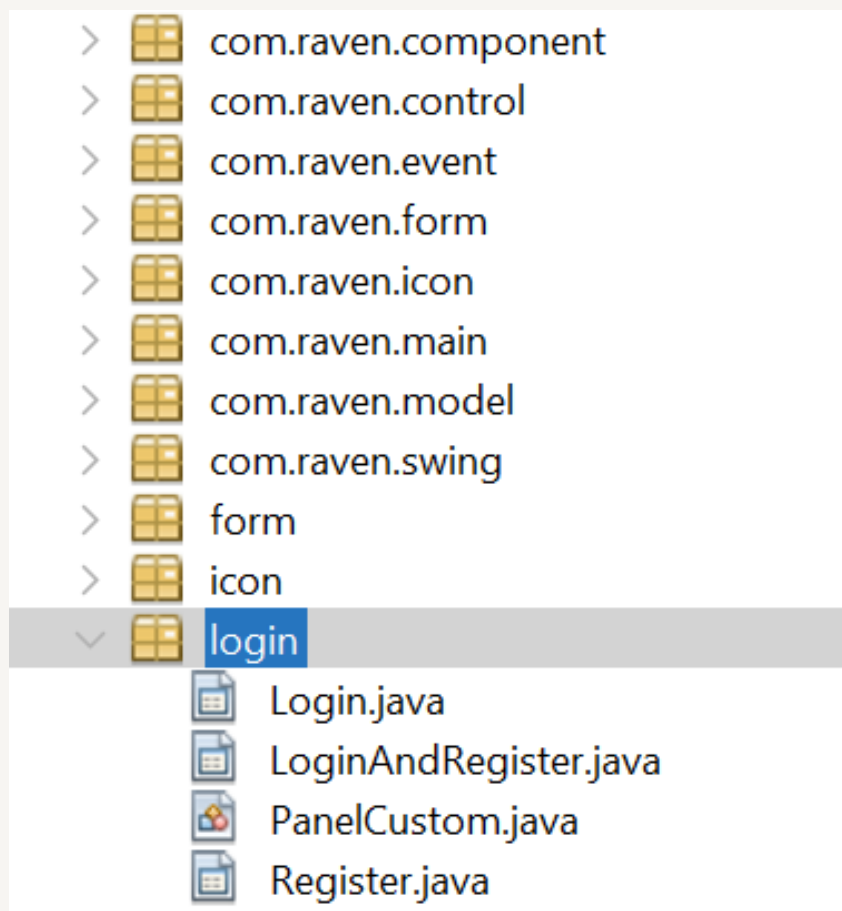 com.raven.component
com.raven.control
com.raven.event
com.raven.form
com.raven.icon
com.raven.main
com.raven.model
com.raven.swing
form
icon
login
Login.java
LoginAndRegister.java
PanelCustom.java
Register.java